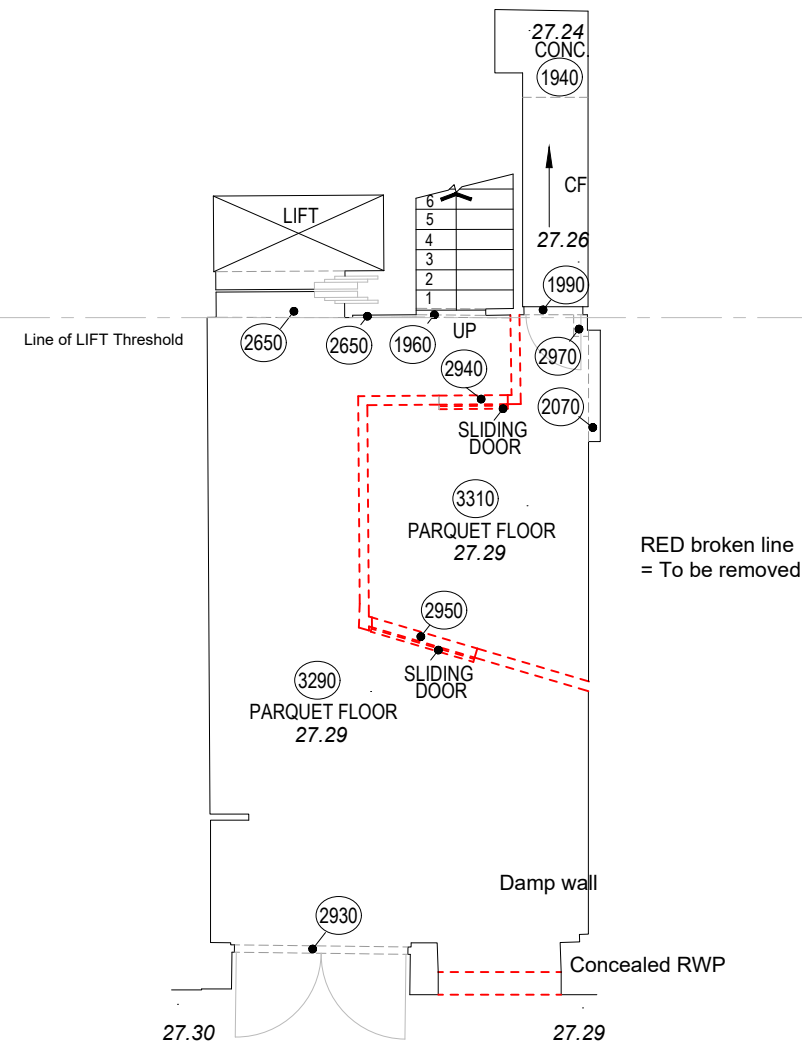 27.24
CONC.
1940
CF
27.26
1990
LIFT
6
5
4
3
2
1
UP
Line of LIFT Threshold
2650
2650
1960
2970
2940
2070
SLIDING
DOOR
3310
PARQUET FLOOR
27.29
RED broken line
= To be removed
2950
SLIDING
DOOR
3290
PARQUET FLOOR
27.29
Damp wall
2930
Concealed RWP
27.30
27.29